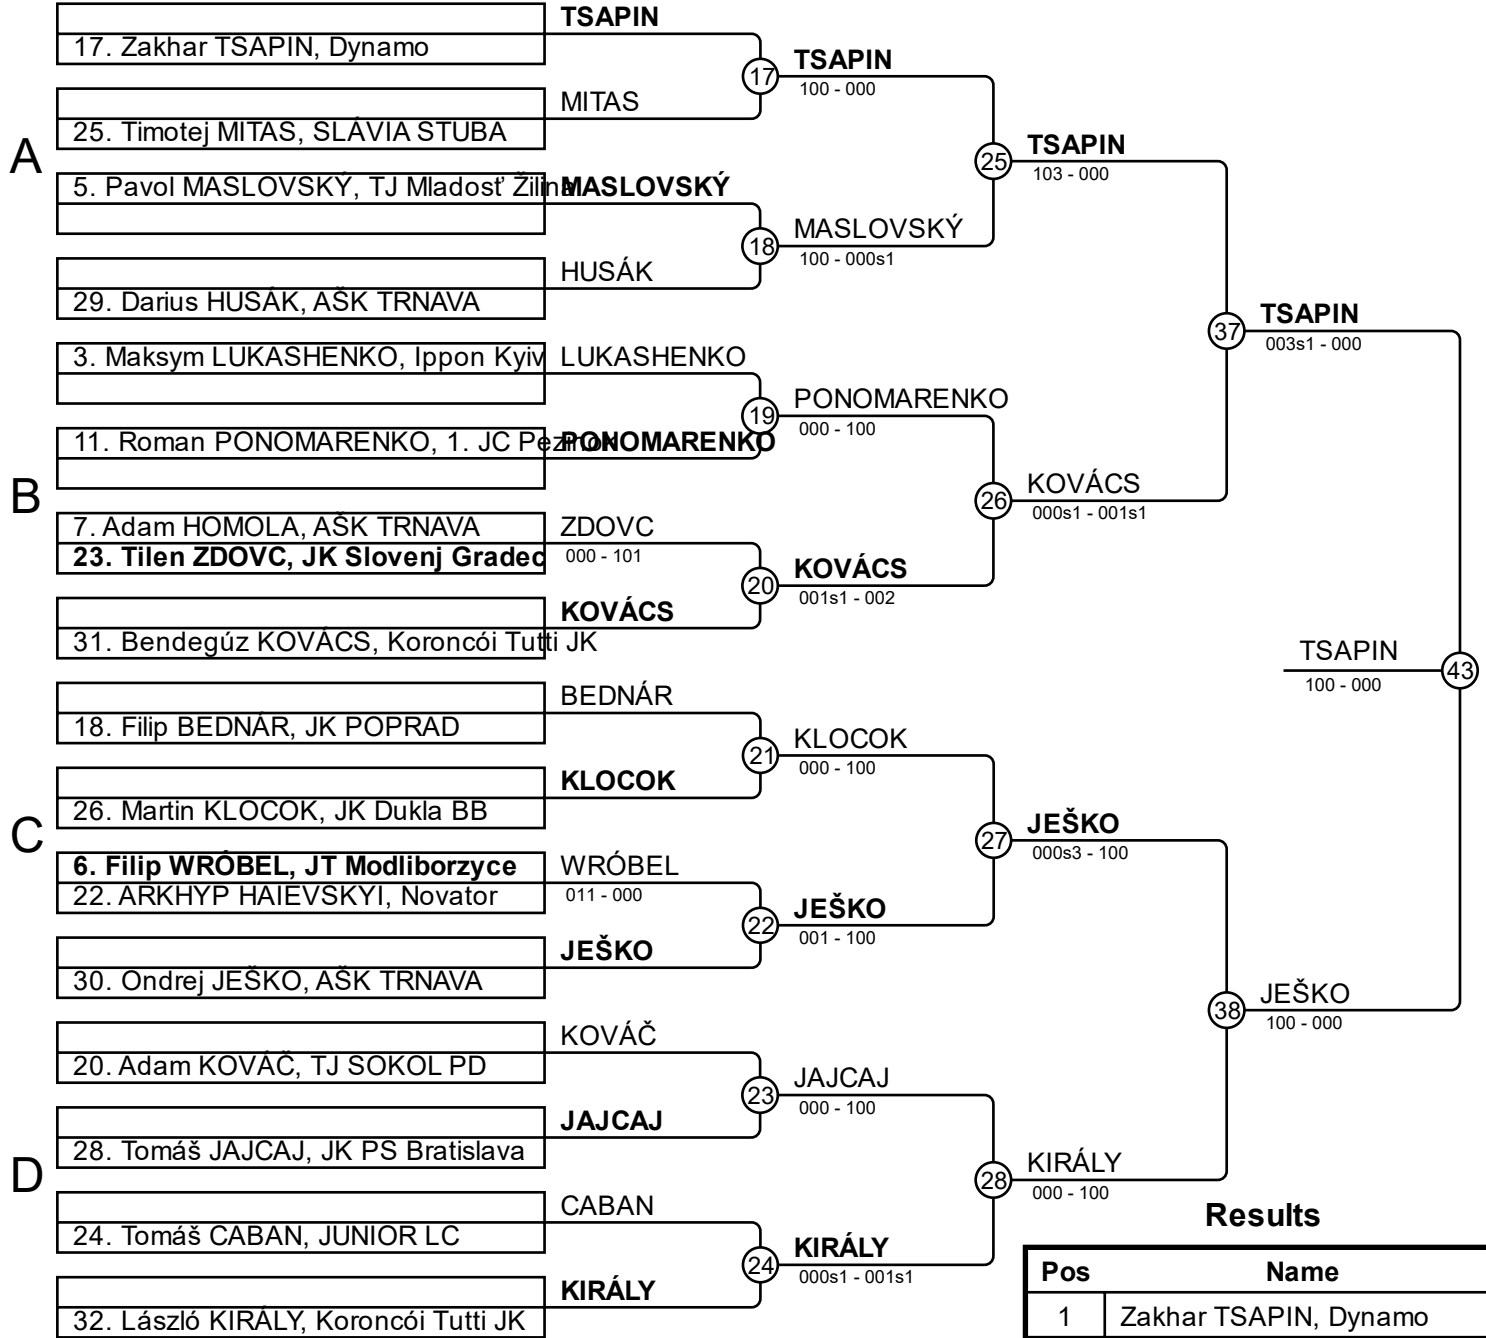 TSAPIN
17. Zakhar TSAPIN, Dynamo
17
TSAPIN
100 - 000
MITAS
25. Timotej MITAS, SLÁVIA STUBA
A
25
TSAPIN
103 - 000
5. Pavol MASLOVSKÝ, TJ Mladosť Žilina
MASLOVSKÝ
18
MASLOVSKÝ
100 - 000s1
HUSÁK
29. Darius HUSÁK, AŠK TRNAVA
37
TSAPIN
003s1 - 000
3. Maksym LUKASHENKO, Ippon Kyiv
LUKASHENKO
19
PONOMARENKO
000 - 100
11. Roman PONOMARENKO, 1. JC Pezinok
PONOMARENKO
B
26
KOVÁCS
000s1 - 001s1
7. Adam HOMOLA, AŠK TRNAVA
ZDOVC
23. Tilen ZDOVC, JK Slovenj Gradec
000 - 101
20
KOVÁCS
001s1 - 002
KOVÁCS
31. Bendegúz KOVÁCS, Koroncói Tutti JK
TSAPIN
43
100 - 000
BEDNÁR
18. Filip BEDNÁR, JK POPRAD
21
KLOCOK
000 - 100
KLOCOK
26. Martin KLOCOK, JK Dukla BB
C
27
JEŠKO
000s3 - 100
6. Filip WRÓBEL, JT Modliborzyce
WRÓBEL
22. ARKHYP HAIEVSKYI, Novator
011 - 000
22
JEŠKO
001 - 100
JEŠKO
30. Ondrej JEŠKO, AŠK TRNAVA
38
JEŠKO
100 - 000
KOVÁČ
20. Adam KOVÁČ, TJ SOKOL PD
23
JAJCAJ
000 - 100
JAJCAJ
28. Tomáš JAJCAJ, JK PS Bratislava
D
28
KIRÁLY
000 - 100
CABAN
24. Tomáš CABAN, JUNIOR LC
24
KIRÁLY
000s1 - 001s1
KIRÁLY
32. László KIRÁLY, Koroncói Tutti JK
Results
Pos Name
1 Zakhar TSAPIN, Dynamo